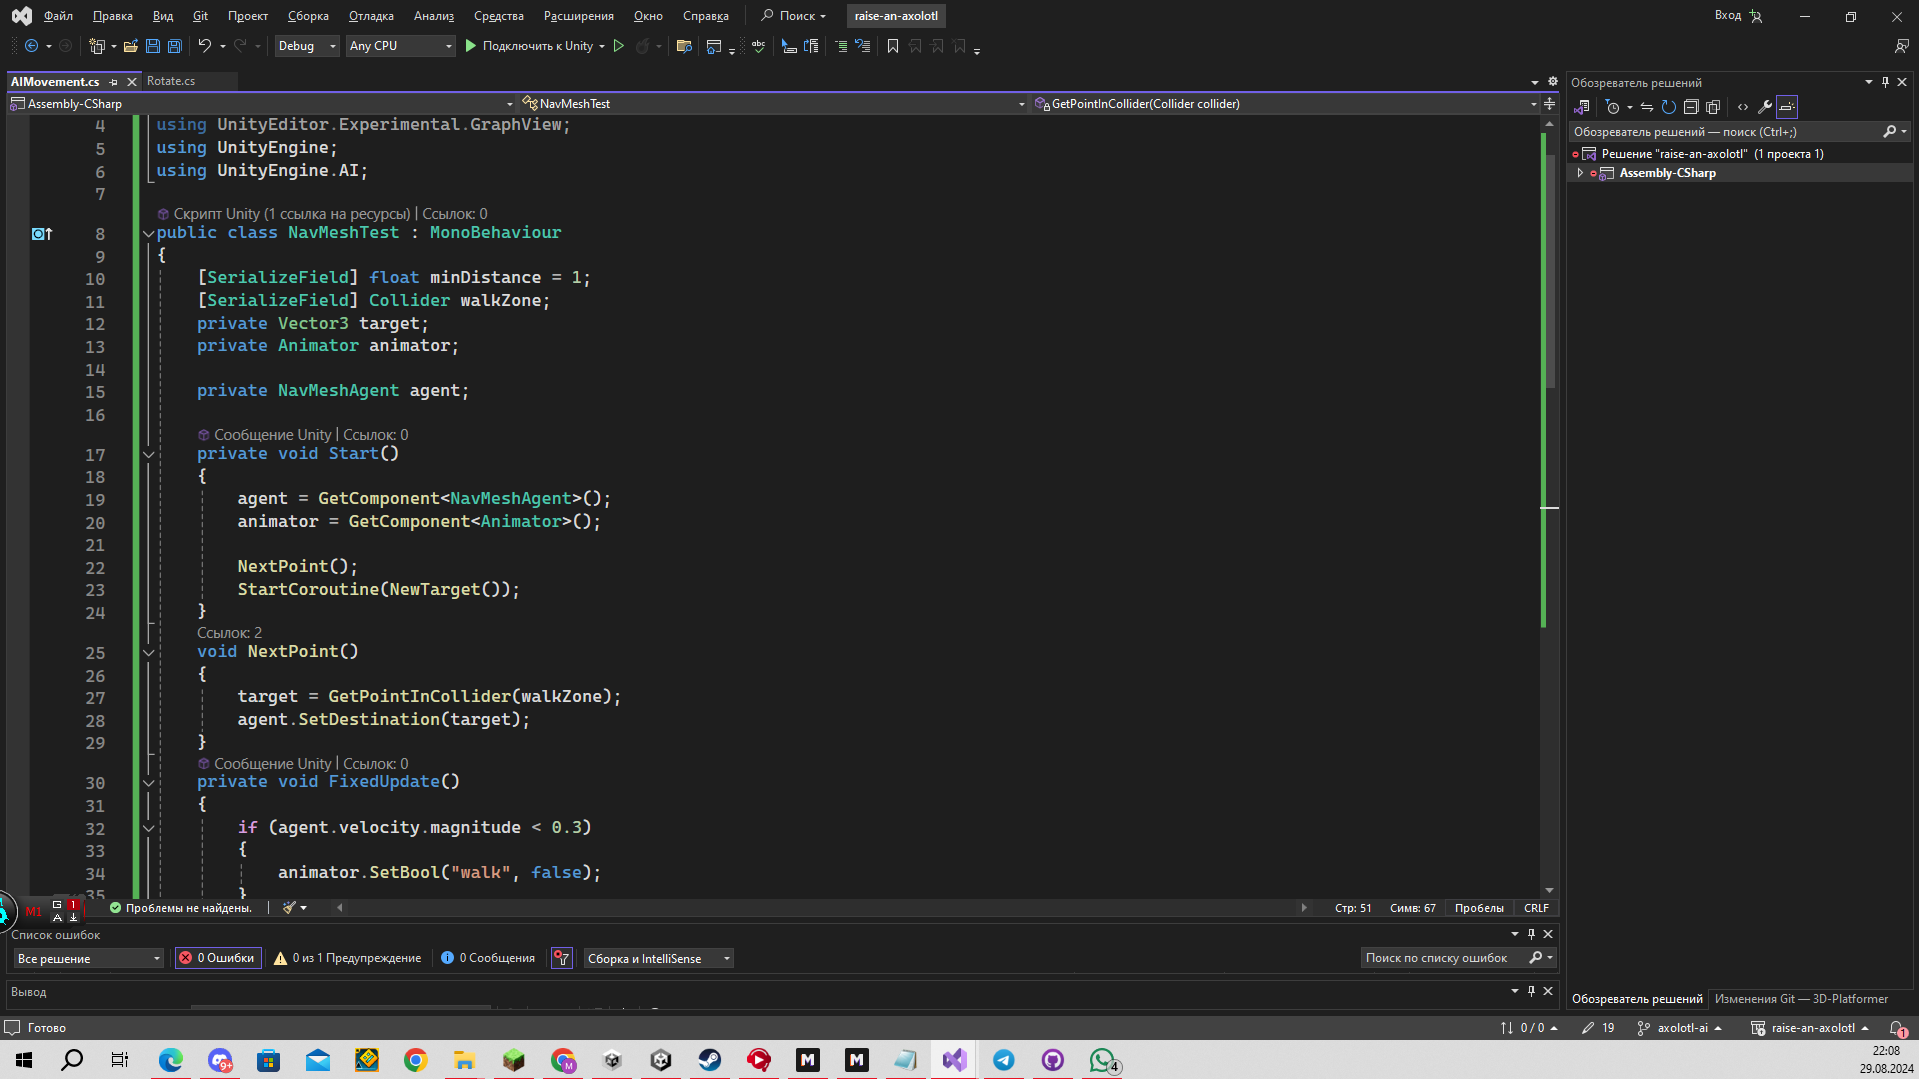 Файл Правка Вид Git Проект Сборка Отладка Анализ Средства Расширения Окно Справка Поиск raise-an-axolotl Вход
Debug Any CPU Подключить к Unity abc
AIMovement.cs Rotate.cs
Assembly-CSharp NavMeshTest GetPointInCollider(Collider collider)
4 using UnityEditor.Experimental.GraphView;
5 using UnityEngine;
6 using UnityEngine.AI;
7
Скрипт Unity (1 ссылка на ресурсы) | Ссылок: 0
8 public class NavMeshTest : MonoBehaviour
9 {
10 [SerializeField] float minDistance = 1;
11 [SerializeField] Collider walkZone;
12 private Vector3 target;
13 private Animator animator;
14
15 private NavMeshAgent agent;
16
Сообщение Unity | Ссылок: 0
17 private void Start()
18 {
19 agent = GetComponent<NavMeshAgent>();
20 animator = GetComponent<Animator>();
21
22 NextPoint();
23 StartCoroutine(NewTarget());
24 }
Ссылок: 2
25 void NextPoint()
26 {
27 target = GetPointInCollider(walkZone);
28 agent.SetDestination(target);
29 }
Сообщение Unity | Ссылок: 0
30 private void FixedUpdate()
31 {
32 if (agent.velocity.magnitude < 0.3)
33 {
34 animator.SetBool("walk", false);
35 }
M1 G 1 A Проблемы не найдены. Стр: 51 Симв: 67 Пробелы CRLF
Список ошибок
Все решение 0 Ошибки 0 из 1 Предупреждение 0 Сообщения Сборка и IntelliSense Поиск по списку ошибок
Вывод
Обозреватель решений
Обозреватель решений — поиск (Ctrl+;)
Решение "raise-an-axolotl" (1 проекта 1)
Assembly-CSharp
Обозреватель решений Изменения Git — 3D-Platformer
Готово 0 / 0 19 axolotl-ai raise-an-axolotl 1
9+ M M M 4
22:08
29.08.2024